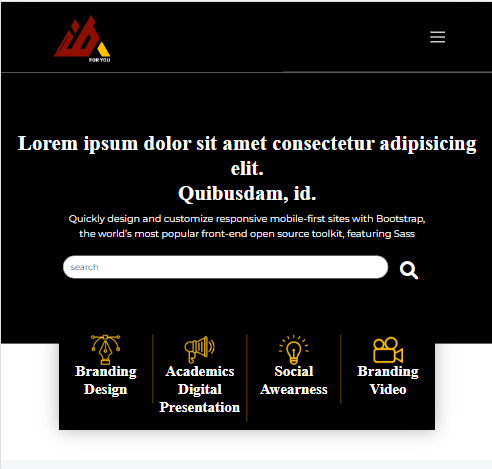 FOR YOU
Lorem ipsum dolor sit amet consectetur adipisicing
elit.
Quibusdam, id.
Quickly design and customize responsive mobile-first sites with Bootstrap,
the world's most popular front-end open source toolkit, featuring Sass
search
Branding
Design
Academics
Digital
Presentation
Social
Awearness
Branding
Video